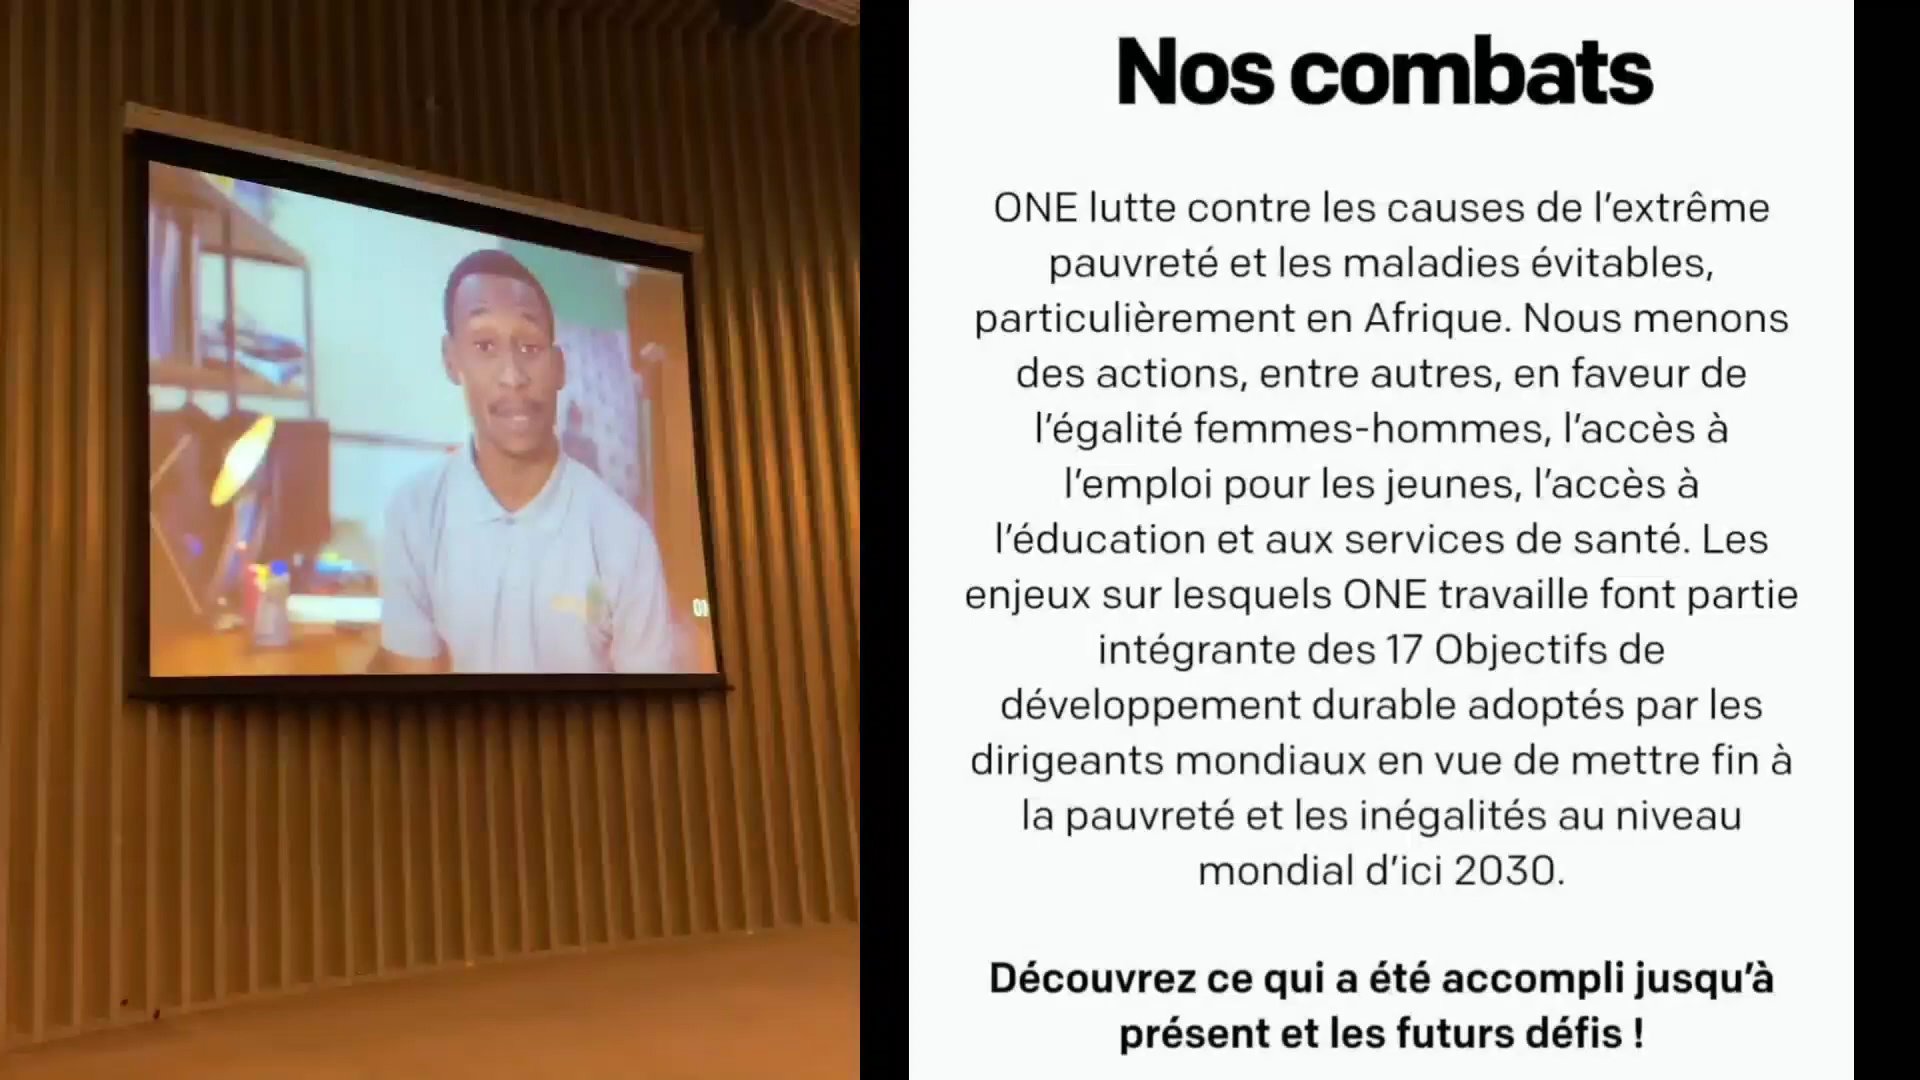 Nos combats
ONE lutte contre les causes de l’extrême
pauvreté et les maladies évitables,
particulièrement en Afrique. Nous menons
des actions, entre autres, en faveur de
l’égalité femmes-hommes, l’accès à
l’emploi pour les jeunes, l’accès à
l’éducation et aux services de santé. Les
enjeux sur lesquels ONE travaille font partie
intégrante des 17 Objectifs de
développement durable adoptés par les
dirigeants mondiaux en vue de mettre fin à
la pauvreté et les inégalités au niveau
mondial d’ici 2030.
Découvrez ce qui a été accompli jusqu’à
présent et les futurs défis !